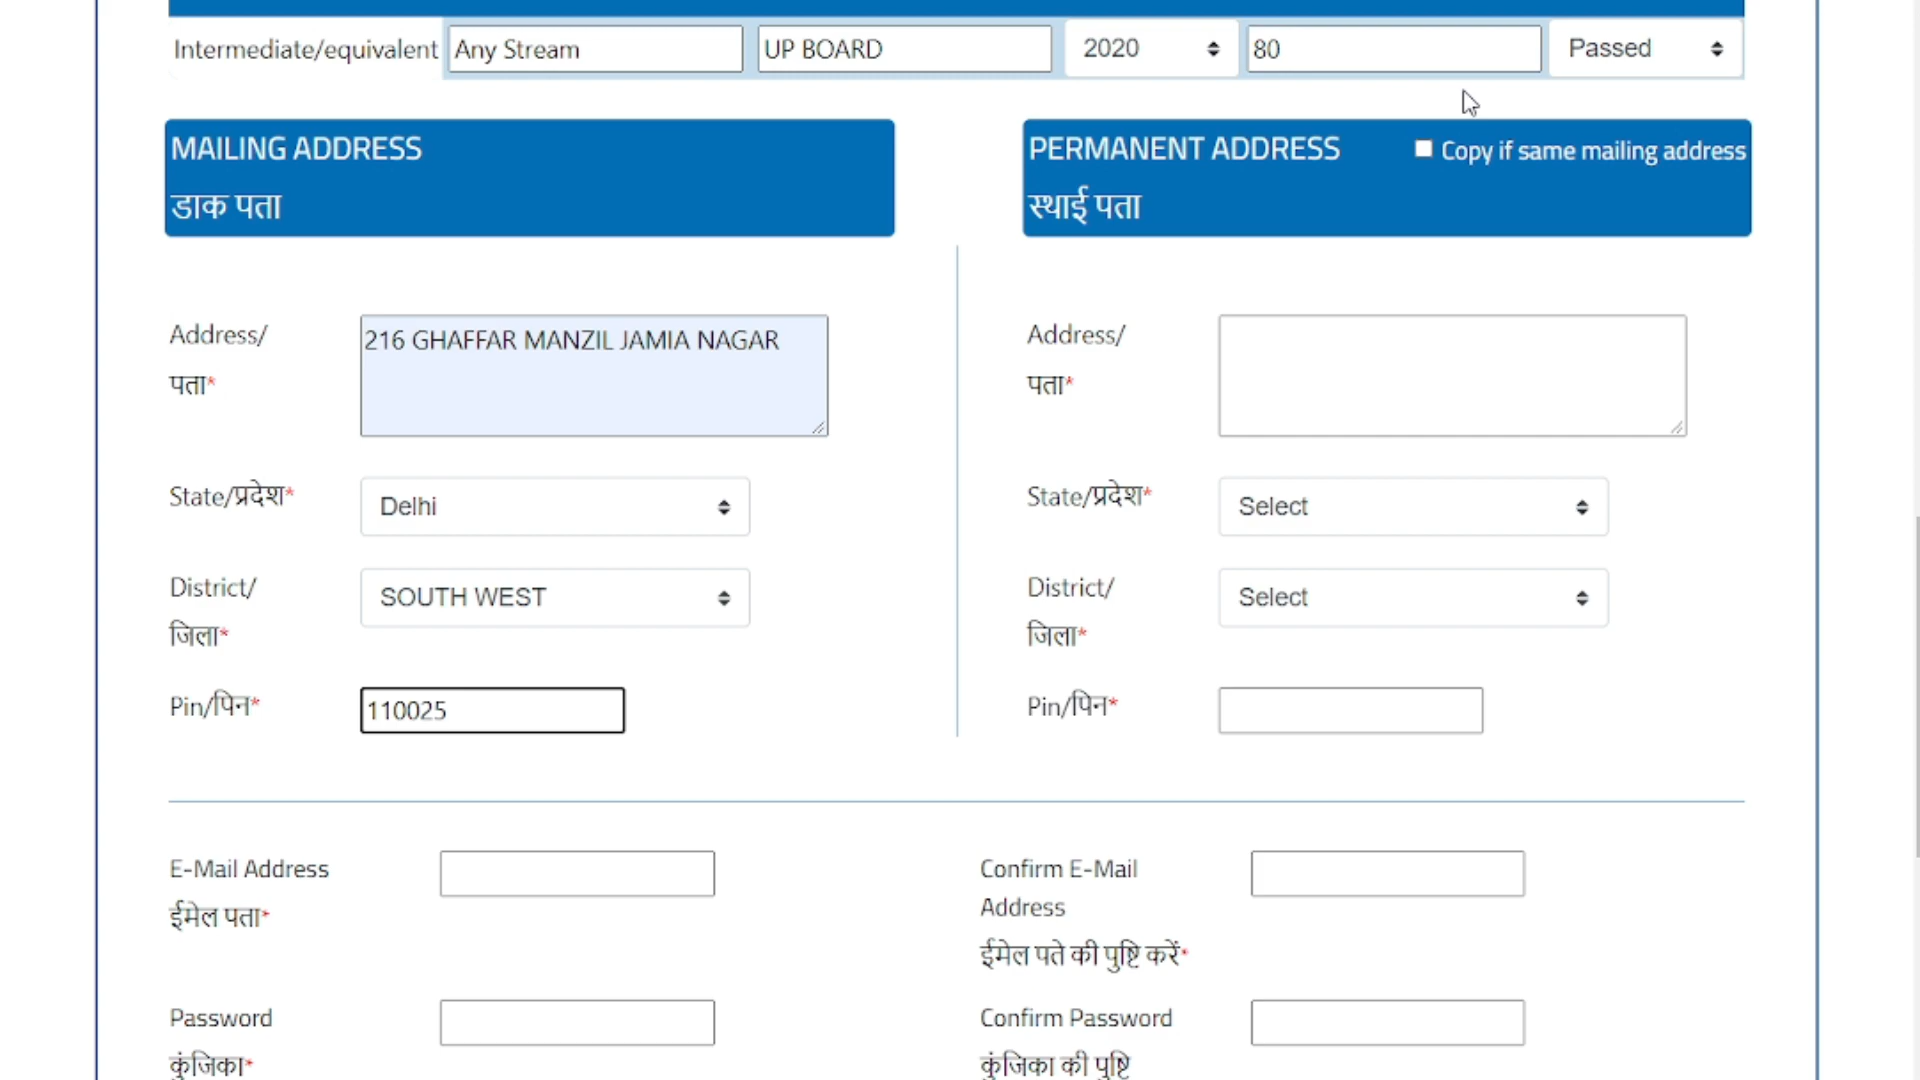 Intermediate/equivalent Any Stream UP BOARD 2020 80 Passed
MAILING ADDRESS
डाक पता
PERMANENT ADDRESS Copy if same mailing address
स्थाई पता
Address/
पता*
216 GHAFFAR MANZIL JAMIA NAGAR
Address/
पता*
State/प्रदेश* Delhi
State/प्रदेश* Select
District/
जिला*
SOUTH WEST
District/
जिला*
Select
Pin/पिन* 110025
Pin/पिन*
E-Mail Address
ईमेल पता*
Confirm E-Mail
Address
ईमेल पते की पुष्टि करें*
Password
कुंजिका*
Confirm Password
कुंजिका की पुष्टि